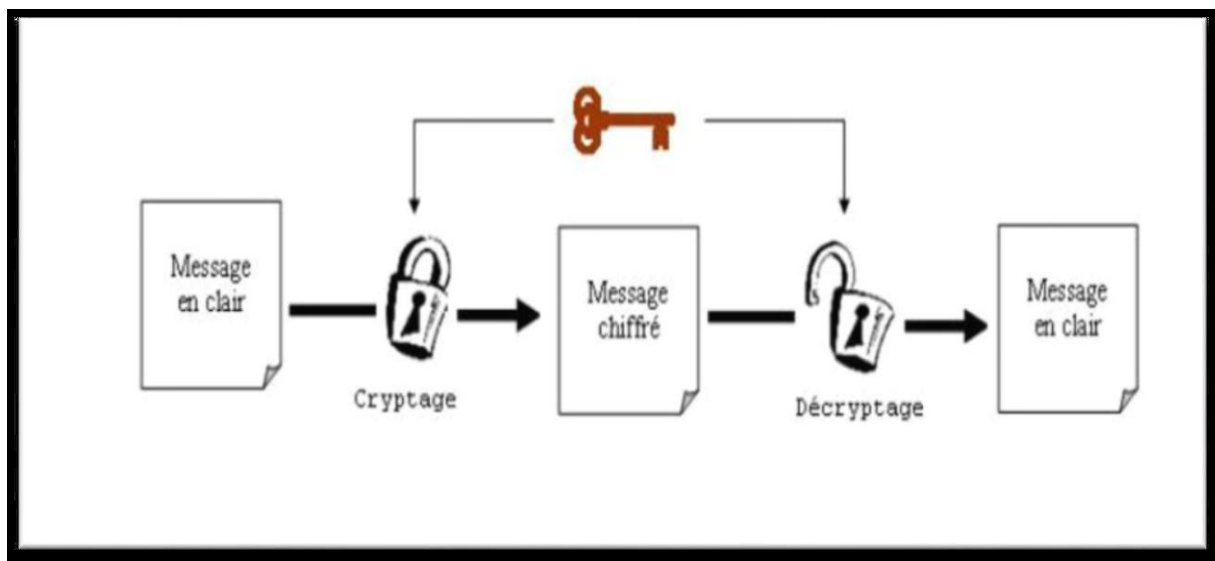 Message
en clair
Cryptage
Message
chiffré
Décryptage
Message
en clair